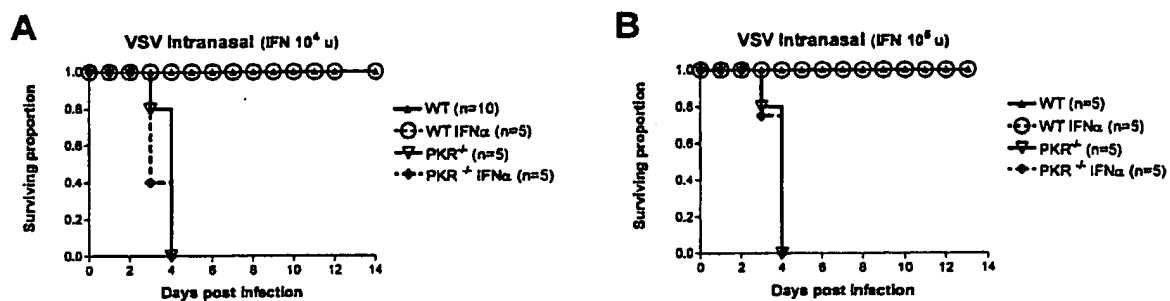 A
VSV Intranasal (IFN 10⁴ u)
Surviving proportion
1.0
0.8
0.6
0.4
0.2
0.0
0 2 4 6 8 10 12 14
Days post infection
WT (n=10)
WT IFNα (n=5)
PKR-/- (n=5)
PKR -/- IFNα (n=5)
B
VSV Intranasal (IFN 10⁵ u)
Surviving proportion
1.0
0.8
0.6
0.4
0.2
0.0
0 2 4 6 8 10 12 14
Days post infection
WT (n=5)
WT IFNα (n=5)
PKR-/- (n=5)
PKR -/- IFNα (n=5)